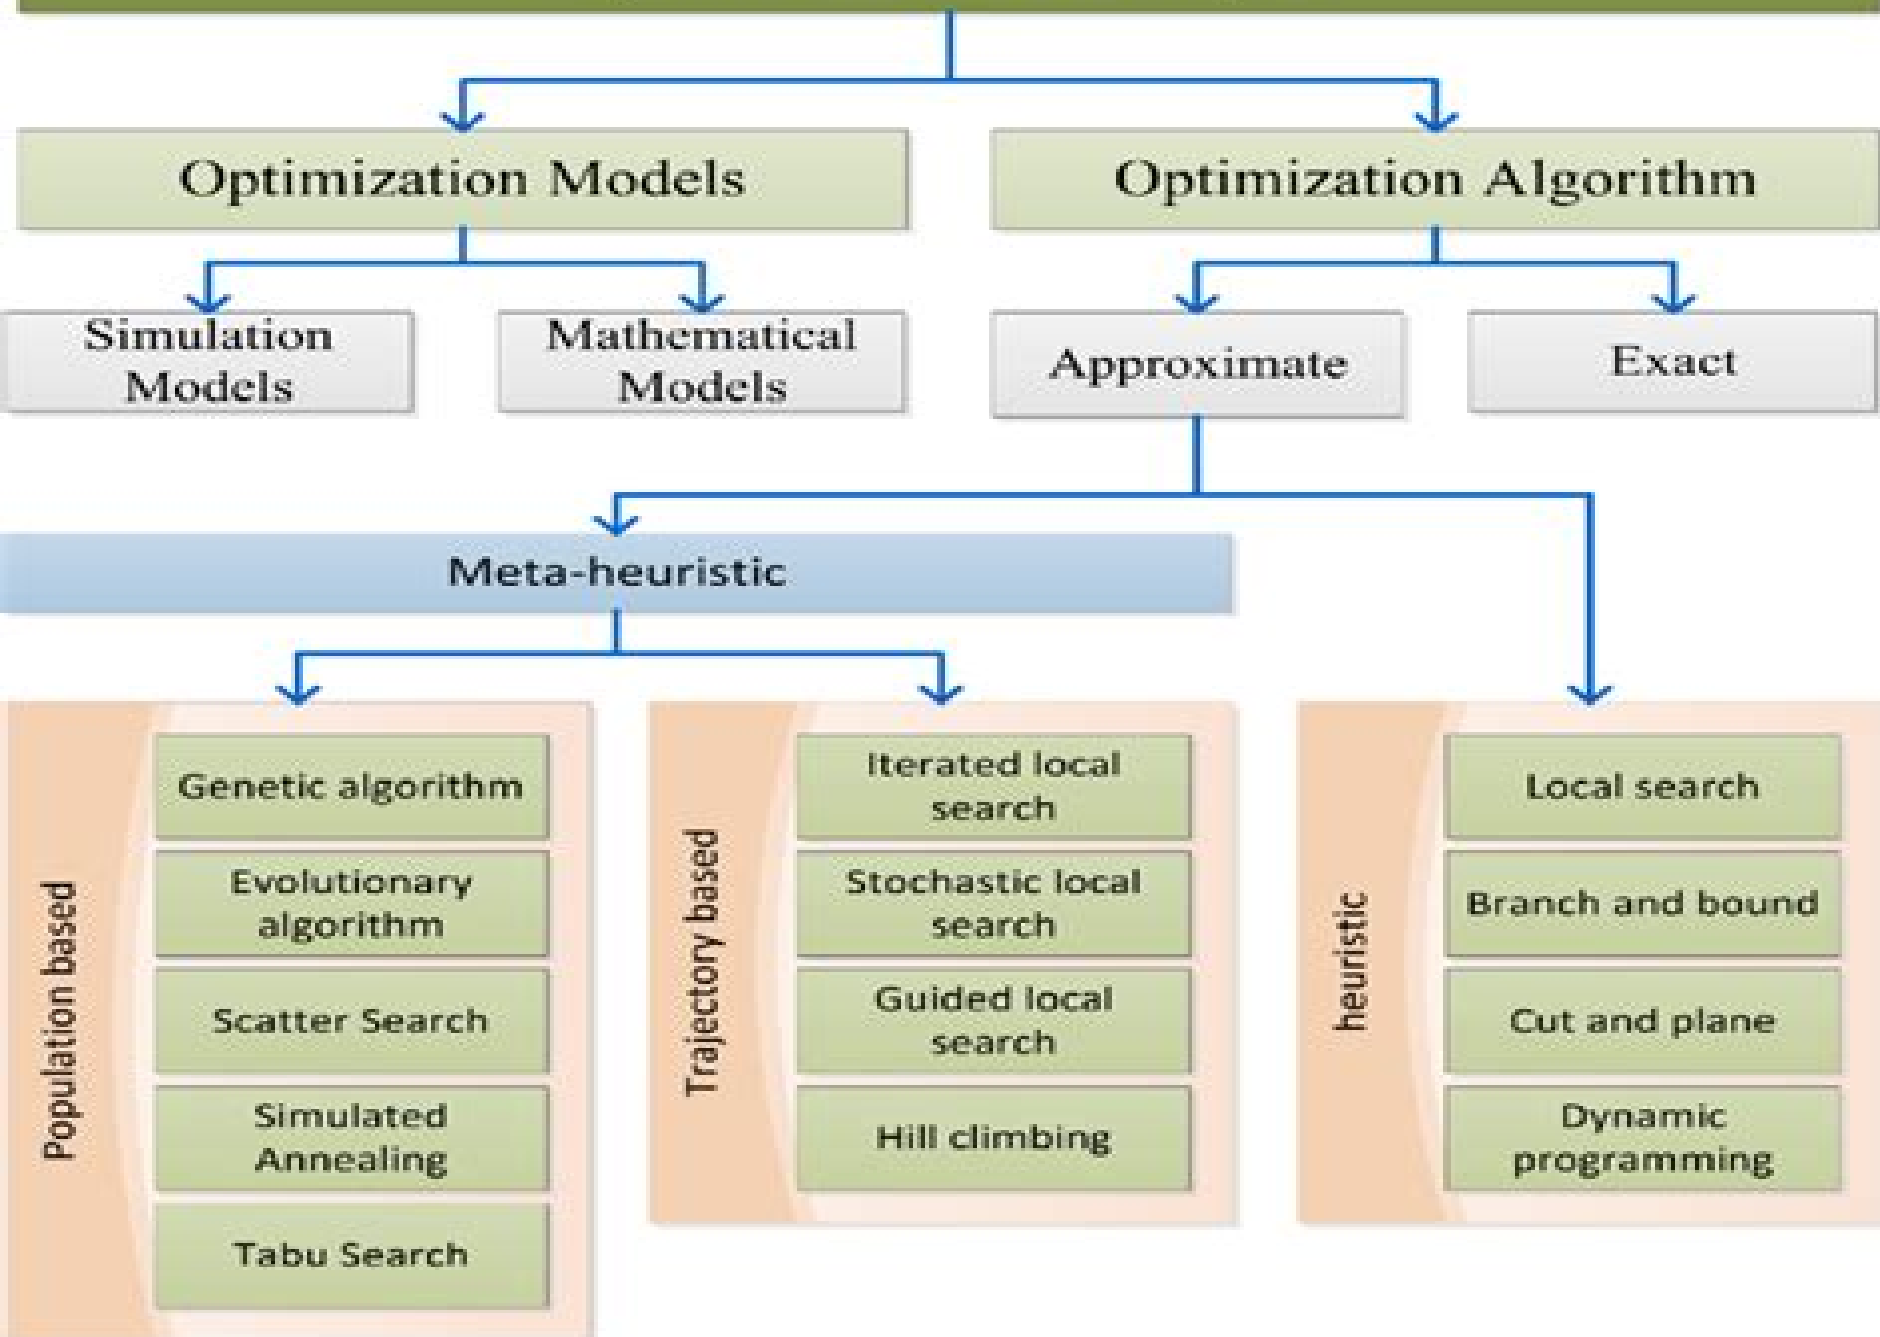 Optimization Models
Optimization Algorithm
Simulation
Models
Mathematical
Models
Approximate
Exact
Meta-heuristic
Population based
Genetic algorithm
Evolutionary
algorithm
Scatter Search
Simulated
Annealing
Tabu Search
Trajectory based
Iterated local
search
Stochastic local
search
Guided local
search
Hill climbing
heuristic
Local search
Branch and bound
Cut and plane
Dynamic
programming